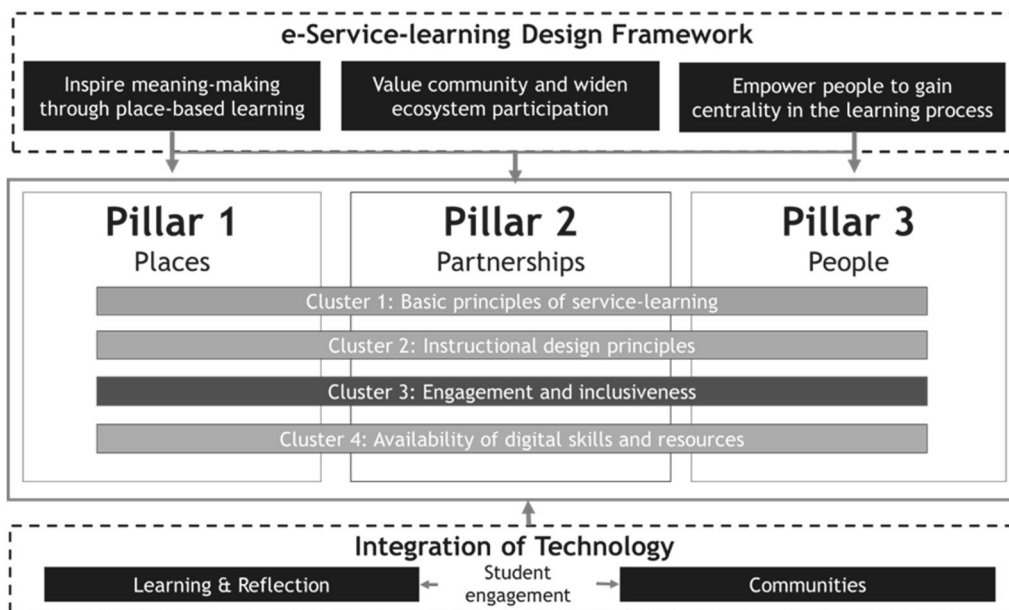 e-Service-learning Design Framework
Inspire meaning-making
through place-based learning
Value community and widen
ecosystem participation
Empower people to gain
centrality in the learning process
Pillar 1
Places
Pillar 2
Partnerships
Pillar 3
People
Cluster 1: Basic principles of service-learning
Cluster 2: Instructional design principles
Cluster 3: Engagement and inclusiveness
Cluster 4: Availability of digital skills and resources
Integration of Technology
Learning & Reflection
Student
engagement
Communities